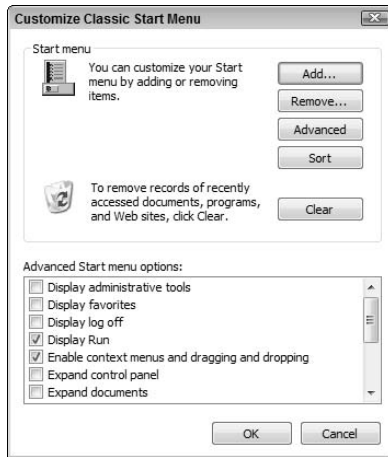 Customize Classic Start Menu
Start menu
You can customize your Start
menu by adding or removing
items.
Add...
Remove...
Advanced
Sort
To remove records of recently
accessed documents, programs,
and Web sites, click Clear.
Clear
Advanced Start menu options:
Display administrative tools
Display favorites
Display log off
Display Run
Enable context menus and dragging and dropping
Expand control panel
Expand documents
OK
Cancel